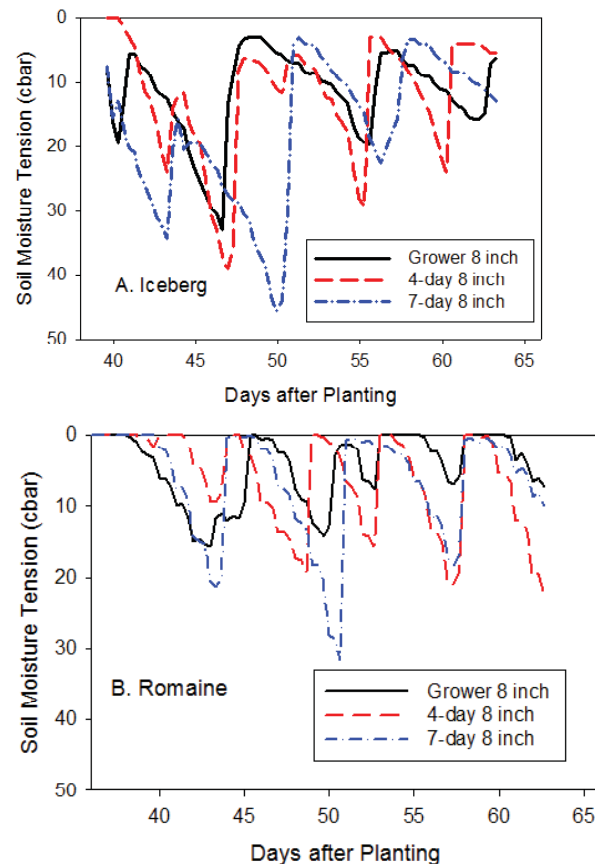 Soil Moisture Tension (cbar)
0
10
20
30
40
50
A. Iceberg
Grower 8 inch
4-day 8 inch
7-day 8 inch
40 45 50 55 60 65
Days after Planting
Soil Moisture Tension (cbar)
0
10
20
30
40
50
B. Romaine
Grower 8 inch
4-day 8 inch
7-day 8 inch
40 45 50 55 60 65
Days after Planting